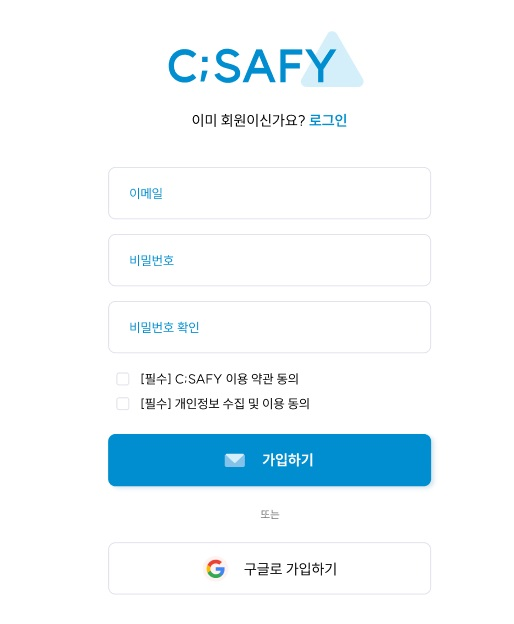 C;SAFY
이미 회원이신가요? 로그인
이메일
비밀번호
비밀번호 확인
[필수] C;SAFY 이용 약관 동의
[필수] 개인정보 수집 및 이용 동의
가입하기
또는
구글로 가입하기